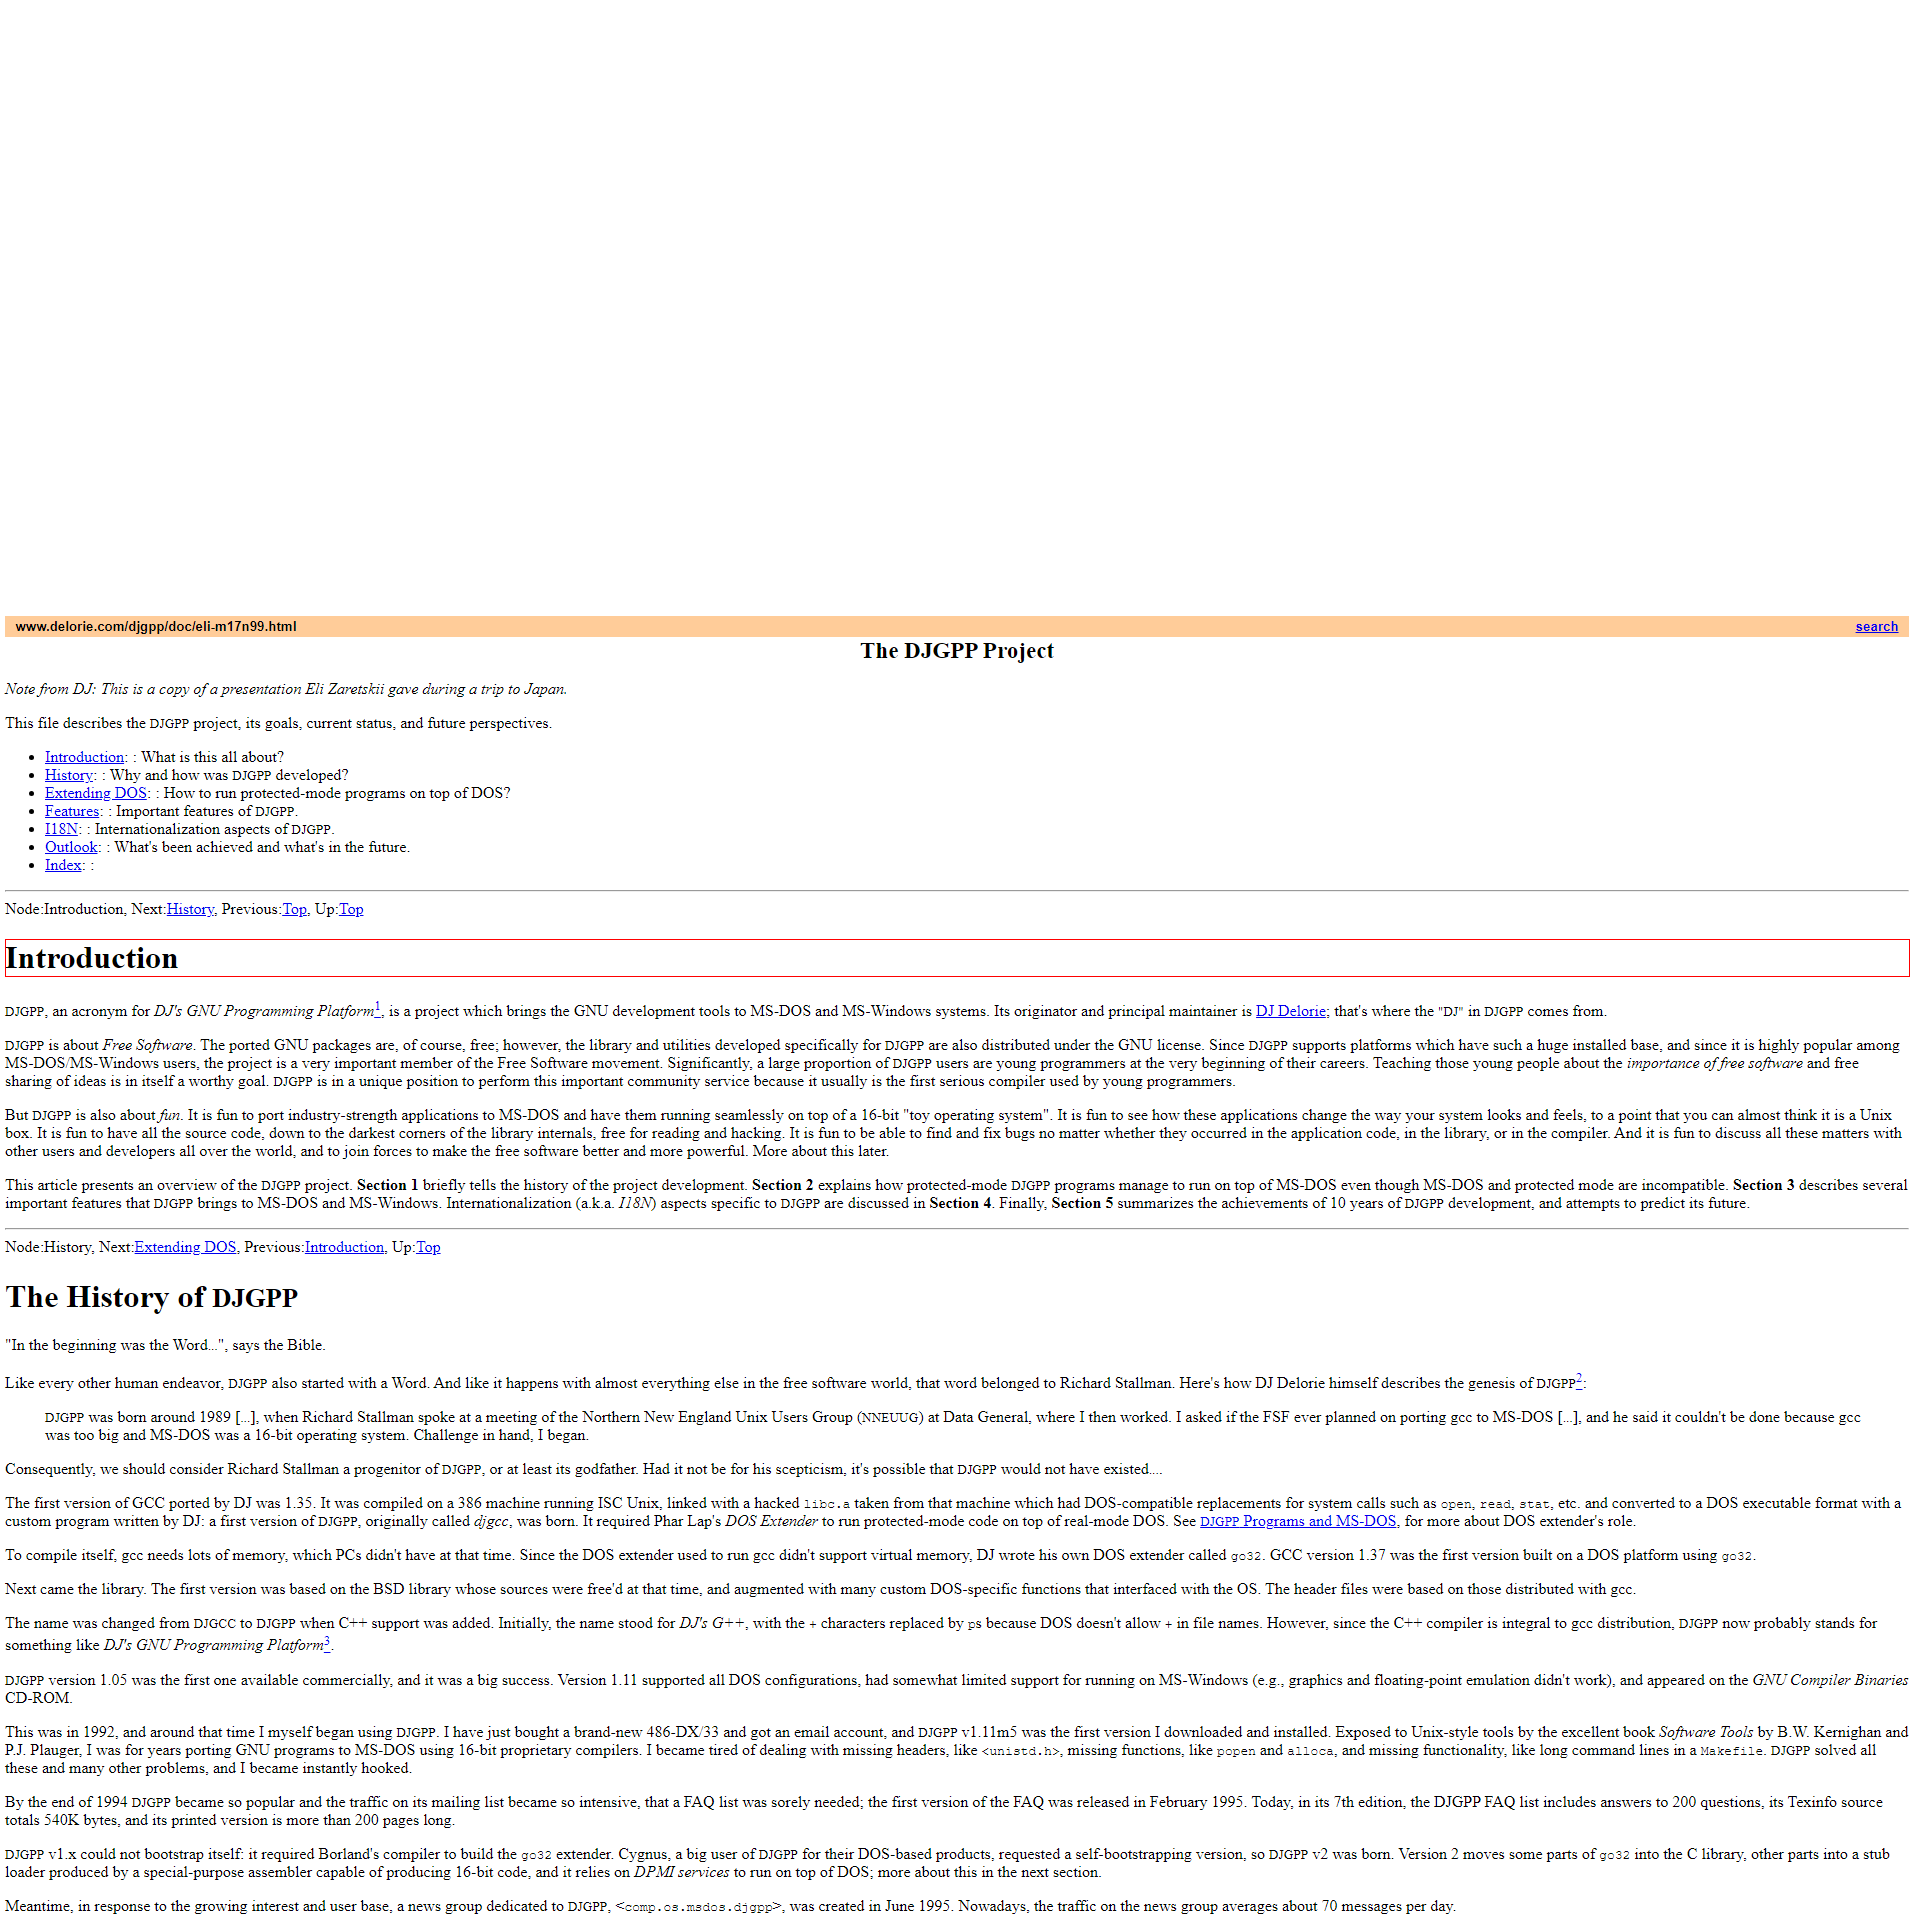 www.delorie.com/djgpp/doc/eli-m17n99.html search
The DJGPP Project
Note from DJ: This is a copy of a presentation Eli Zaretskii gave during a trip to Japan.
This file describes the DJGPP project, its goals, current status, and future perspectives.
Introduction: : What is this all about?
History: : Why and how was DJGPP developed?
Extending DOS: : How to run protected-mode programs on top of DOS?
Features: : Important features of DJGPP.
I18N: : Internationalization aspects of DJGPP.
Outlook: : What's been achieved and what's in the future.
Index: :
Node:Introduction, Next:History, Previous:Top, Up:Top
Introduction
DJGPP, an acronym for DJ's GNU Programming Platform1, is a project which brings the GNU development tools to MS-DOS and MS-Windows systems. Its originator and principal maintainer is DJ Delorie; that's where the "DJ" in DJGPP comes from.
DJGPP is about Free Software. The ported GNU packages are, of course, free; however, the library and utilities developed specifically for DJGPP are also distributed under the GNU license. Since DJGPP supports platforms which have such a huge installed base, and since it is highly popular among
MS-DOS/MS-Windows users, the project is a very important member of the Free Software movement. Significantly, a large proportion of DJGPP users are young programmers at the very beginning of their careers. Teaching those young people about the importance of free software and free
sharing of ideas is in itself a worthy goal. DJGPP is in a unique position to perform this important community service because it usually is the first serious compiler used by young programmers.
But DJGPP is also about fun. It is fun to port industry-strength applications to MS-DOS and have them running seamlessly on top of a 16-bit "toy operating system". It is fun to see how these applications change the way your system looks and feels, to a point that you can almost think it is a Unix
box. It is fun to have all the source code, down to the darkest corners of the library internals, free for reading and hacking. It is fun to be able to find and fix bugs no matter whether they occurred in the application code, in the library, or in the compiler. And it is fun to discuss all these matters with
other users and developers all over the world, and to join forces to make the free software better and more powerful. More about this later.
This article presents an overview of the DJGPP project. Section 1 briefly tells the history of the project development. Section 2 explains how protected-mode DJGPP programs manage to run on top of MS-DOS even though MS-DOS and protected mode are incompatible. Section 3 describes several
important features that DJGPP brings to MS-DOS and MS-Windows. Internationalization (a.k.a. I18N) aspects specific to DJGPP are discussed in Section 4. Finally, Section 5 summarizes the achievements of 10 years of DJGPP development, and attempts to predict its future.
Node:History, Next:Extending DOS, Previous:Introduction, Up:Top
The History of DJGPP
"In the beginning was the Word...", says the Bible.
Like every other human endeavor, DJGPP also started with a Word. And like it happens with almost everything else in the free software world, that word belonged to Richard Stallman. Here's how DJ Delorie himself describes the genesis of DJGPP2:
DJGPP was born around 1989 [...], when Richard Stallman spoke at a meeting of the Northern New England Unix Users Group (NNEUUG) at Data General, where I then worked. I asked if the FSF ever planned on porting gcc to MS-DOS [...], and he said it couldn't be done because gcc
was too big and MS-DOS was a 16-bit operating system. Challenge in hand, I began.
Consequently, we should consider Richard Stallman a progenitor of DJGPP, or at least its godfather. Had it not be for his scepticism, it's possible that DJGPP would not have existed....
The first version of GCC ported by DJ was 1.35. It was compiled on a 386 machine running ISC Unix, linked with a hacked libc.a taken from that machine which had DOS-compatible replacements for system calls such as open, read, stat, etc. and converted to a DOS executable format with a
custom program written by DJ: a first version of DJGPP, originally called djgcc, was born. It required Phar Lap's DOS Extender to run protected-mode code on top of real-mode DOS. See DJGPP Programs and MS-DOS, for more about DOS extender's role.
To compile itself, gcc needs lots of memory, which PCs didn't have at that time. Since the DOS extender used to run gcc didn't support virtual memory, DJ wrote his own DOS extender called go32. GCC version 1.37 was the first version built on a DOS platform using go32.
Next came the library. The first version was based on the BSD library whose sources were free'd at that time, and augmented with many custom DOS-specific functions that interfaced with the OS. The header files were based on those distributed with gcc.
The name was changed from DJGCC to DJGPP when C++ support was added. Initially, the name stood for DJ's G++, with the + characters replaced by ps because DOS doesn't allow + in file names. However, since the C++ compiler is integral to gcc distribution, DJGPP now probably stands for
something like DJ's GNU Programming Platform3.
DJGPP version 1.05 was the first one available commercially, and it was a big success. Version 1.11 supported all DOS configurations, had somewhat limited support for running on MS-Windows (e.g., graphics and floating-point emulation didn't work), and appeared on the GNU Compiler Binaries
CD-ROM.
This was in 1992, and around that time I myself began using DJGPP. I have just bought a brand-new 486-DX/33 and got an email account, and DJGPP v1.11m5 was the first version I downloaded and installed. Exposed to Unix-style tools by the excellent book Software Tools by B.W. Kernighan and
P.J. Plauger, I was for years porting GNU programs to MS-DOS using 16-bit proprietary compilers. I became tired of dealing with missing headers, like <unistd.h>, missing functions, like popen and alloca, and missing functionality, like long command lines in a Makefile. DJGPP solved all
these and many other problems, and I became instantly hooked.
By the end of 1994 DJGPP became so popular and the traffic on its mailing list became so intensive, that a FAQ list was sorely needed; the first version of the FAQ was released in February 1995. Today, in its 7th edition, the DJGPP FAQ list includes answers to 200 questions, its Texinfo source
totals 540K bytes, and its printed version is more than 200 pages long.
DJGPP v1.x could not bootstrap itself: it required Borland's compiler to build the go32 extender. Cygnus, a big user of DJGPP for their DOS-based products, requested a self-bootstrapping version, so DJGPP v2 was born. Version 2 moves some parts of go32 into the C library, other parts into a stub
loader produced by a special-purpose assembler capable of producing 16-bit code, and it relies on DPMI services to run on top of DOS; more about this in the next section.
Meantime, in response to the growing interest and user base, a news group dedicated to DJGPP, <comp.os.msdos.djgpp>, was created in June 1995. Nowadays, the traffic on the news group averages about 70 messages per day.